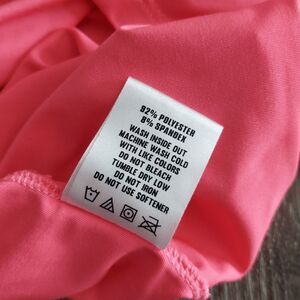 92% POLYESTER
8% SPANDEX
WASH INSIDE OUT
MACHINE WASH COLD
WITH LIKE COLORS
DO NOT BLEACH
TUMBLE DRY LOW
DO NOT IRON
DO NOT USE SOFTENER